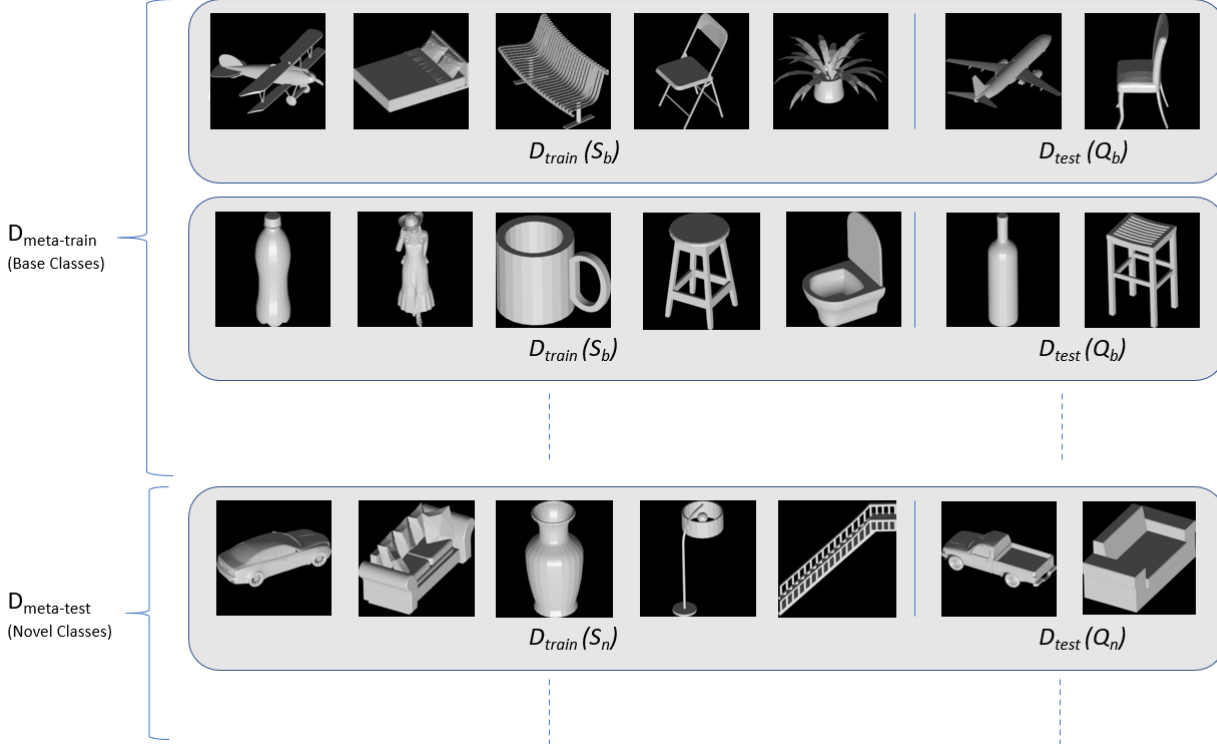 D_train (S_b)
D_test (Q_b)
D_meta-train
(Base Classes)
D_train (S_b)
D_test (Q_b)
D_meta-test
(Novel Classes)
D_train (S_n)
D_test (Q_n)